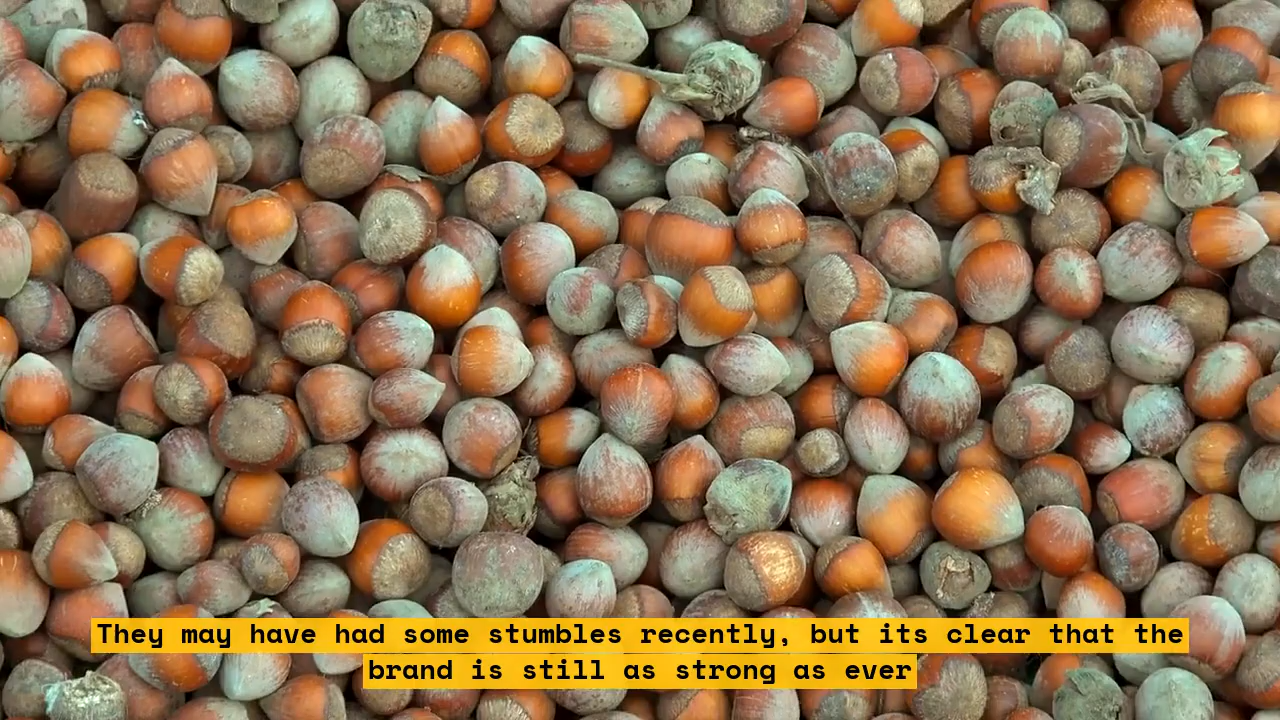 They may have had some stumbles recently, but its clear that the
brand is still as strong as ever